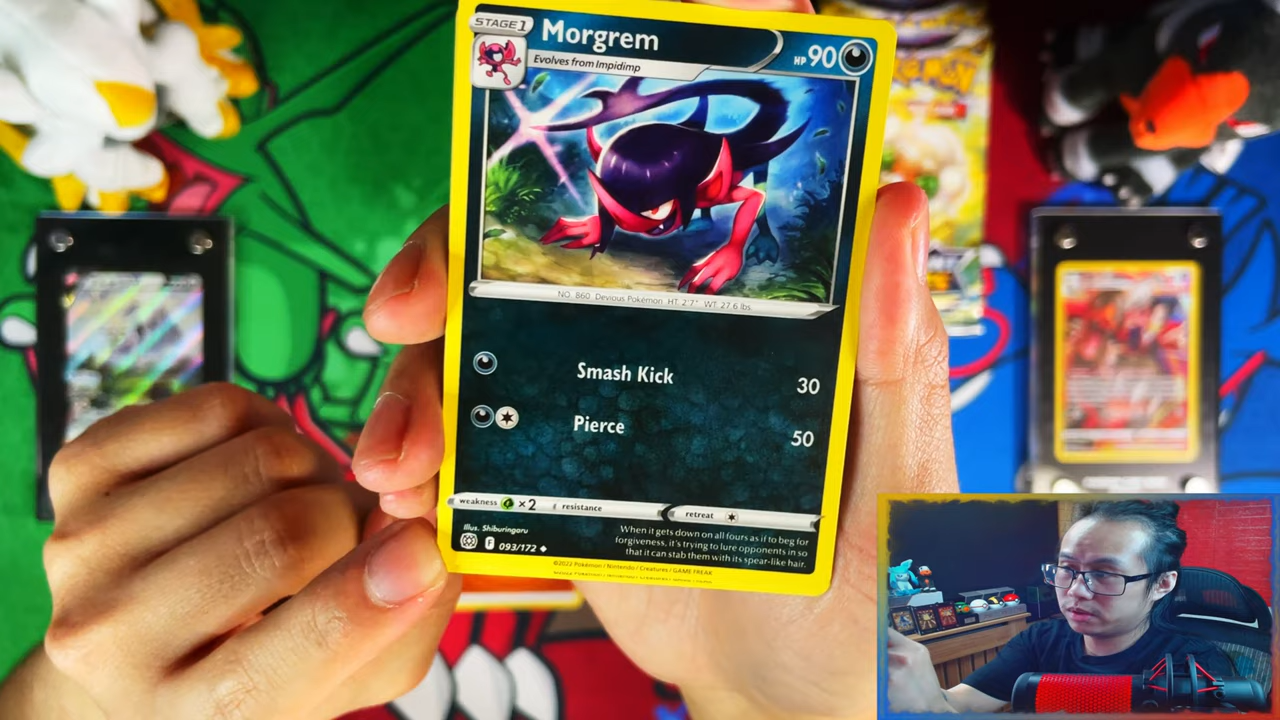 STAGE 1
Morgrem
HP 90
Evolves from Impidimp
NO. 860 Devious Pokémon HT: 2'7" WT: 27.6 lbs
Smash Kick 30
Pierce 50
weakness ×2 resistance retreat
Illus. Shiburingaru
F 093/172
When it gets down on all fours as if to beg for
forgiveness, it's trying to lure opponents in so
that it can stab them with its spear-like hair.
©2022 Pokémon / Nintendo / Creatures / GAME FREAK